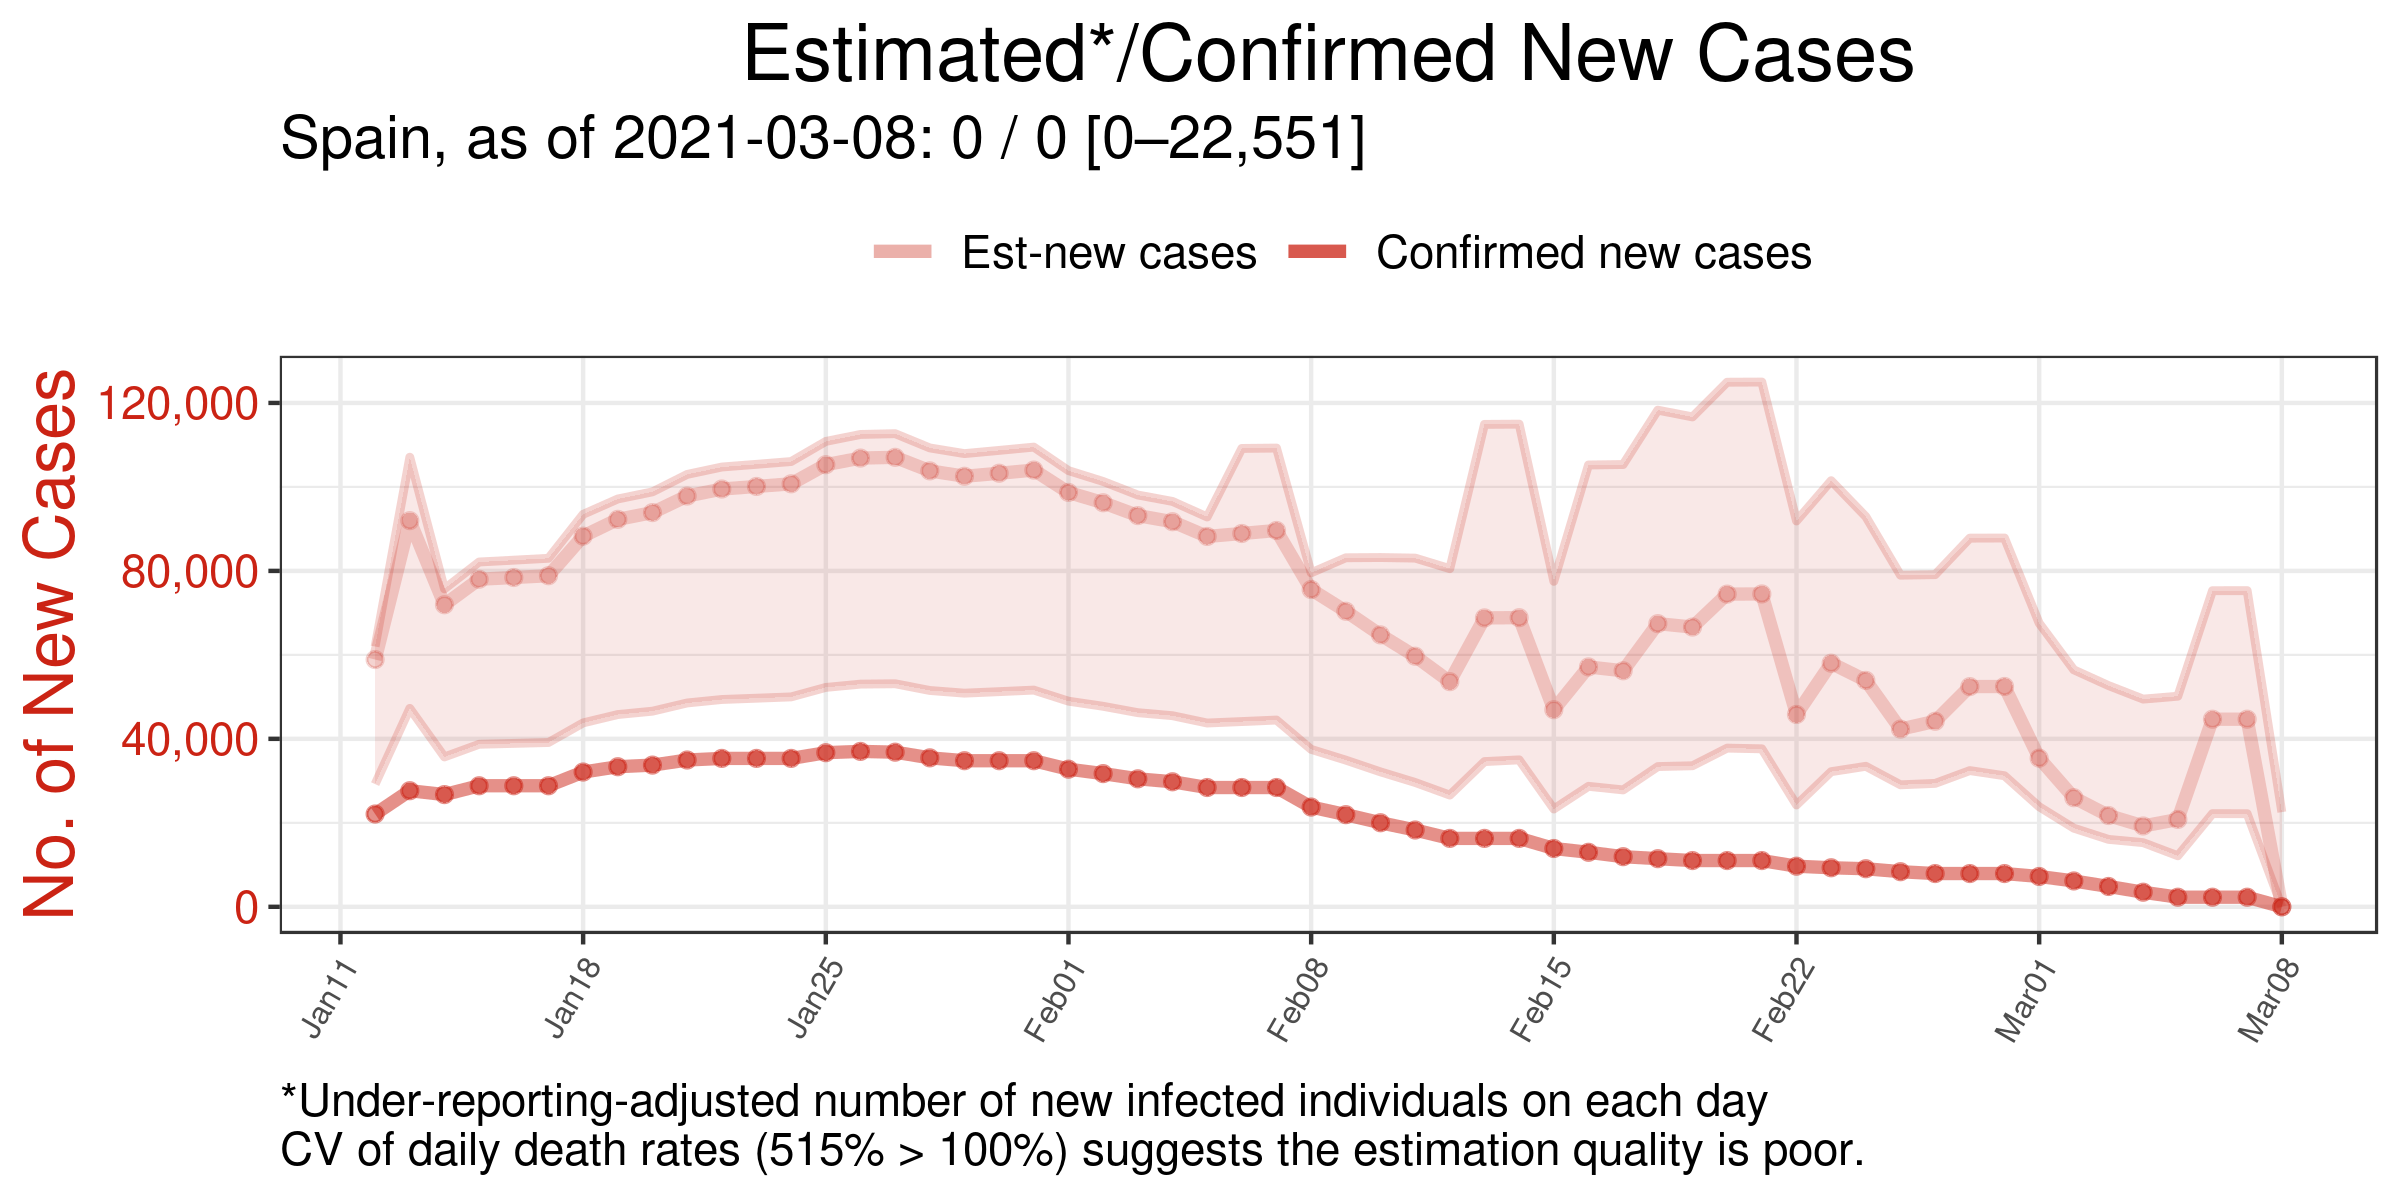 Estimated*/Confirmed New Cases
Spain, as of 2021-03-08: 0 / 0 [0–22,551]
Est-new cases Confirmed new cases
No. of New Cases
120,000
80,000
40,000
0
Jan11 Jan18 Jan25 Feb01 Feb08 Feb15 Feb22 Mar01 Mar08
*Under-reporting-adjusted number of new infected individuals on each day
CV of daily death rates (515% > 100%) suggests the estimation quality is poor.